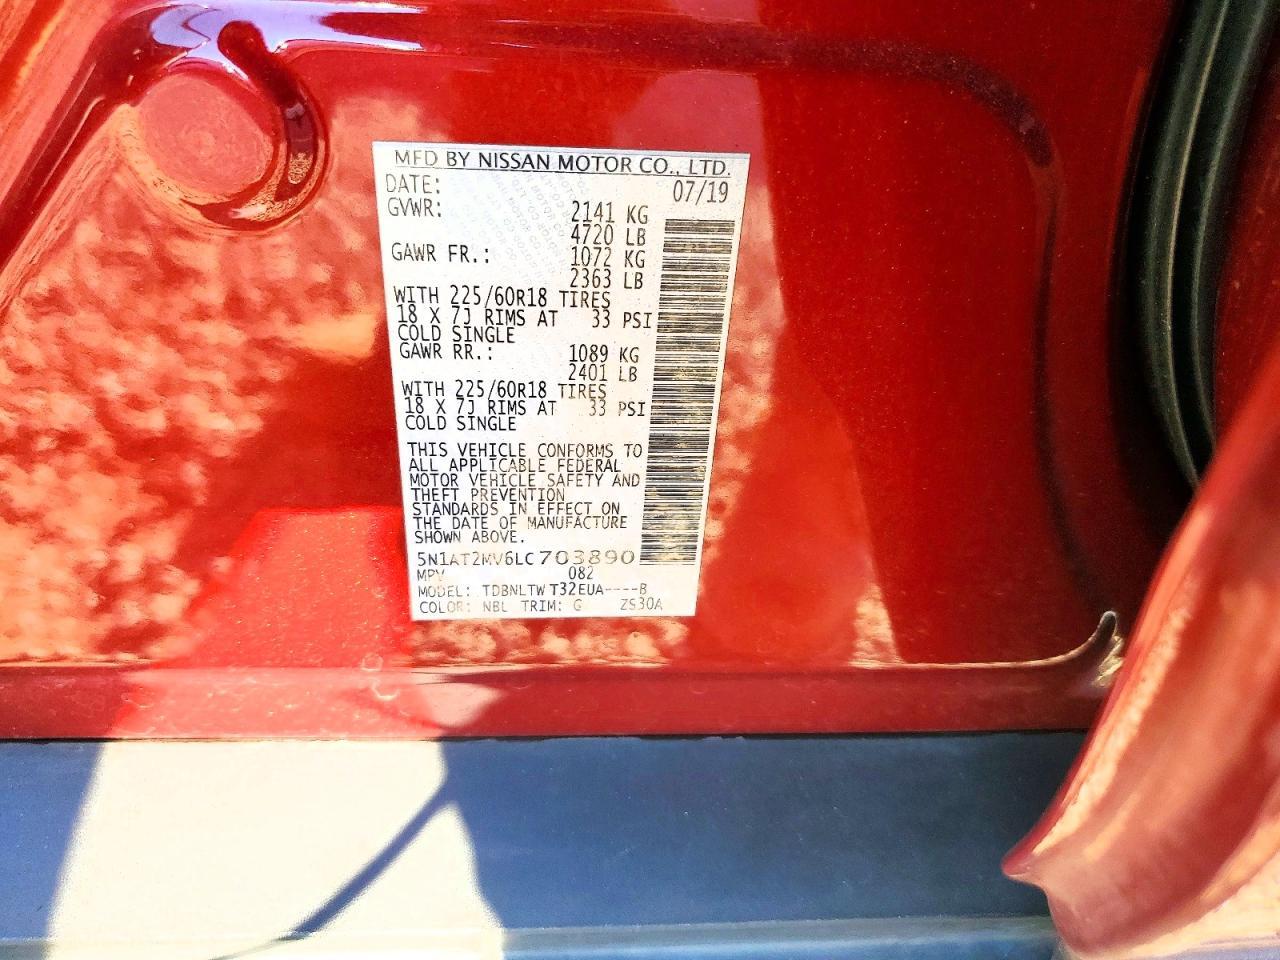 MFD BY NISSAN MOTOR CO., LTD.
DATE: 07/19
GVWR: 2141 KG
4720 LB
GAWR FR.: 1072 KG
2363 LB
WITH 225/60R18 TIRES
18 X 7J RIMS AT 33 PSI
COLD SINGLE
GAWR RR.: 1089 KG
2401 LB
WITH 225/60R18 TIRES
18 X 7J RIMS AT 33 PSI
COLD SINGLE
THIS VEHICLE CONFORMS TO
ALL APPLICABLE FEDERAL
MOTOR VEHICLE SAFETY AND
THEFT PREVENTION
STANDARDS IN EFFECT ON
THE DATE OF MANUFACTURE
SHOWN ABOVE.
5N1AT2MV6LC703890
MPV 082
MODEL: TDBNLTW T32EUA----B
COLOR: NBL TRIM: G ZS30A